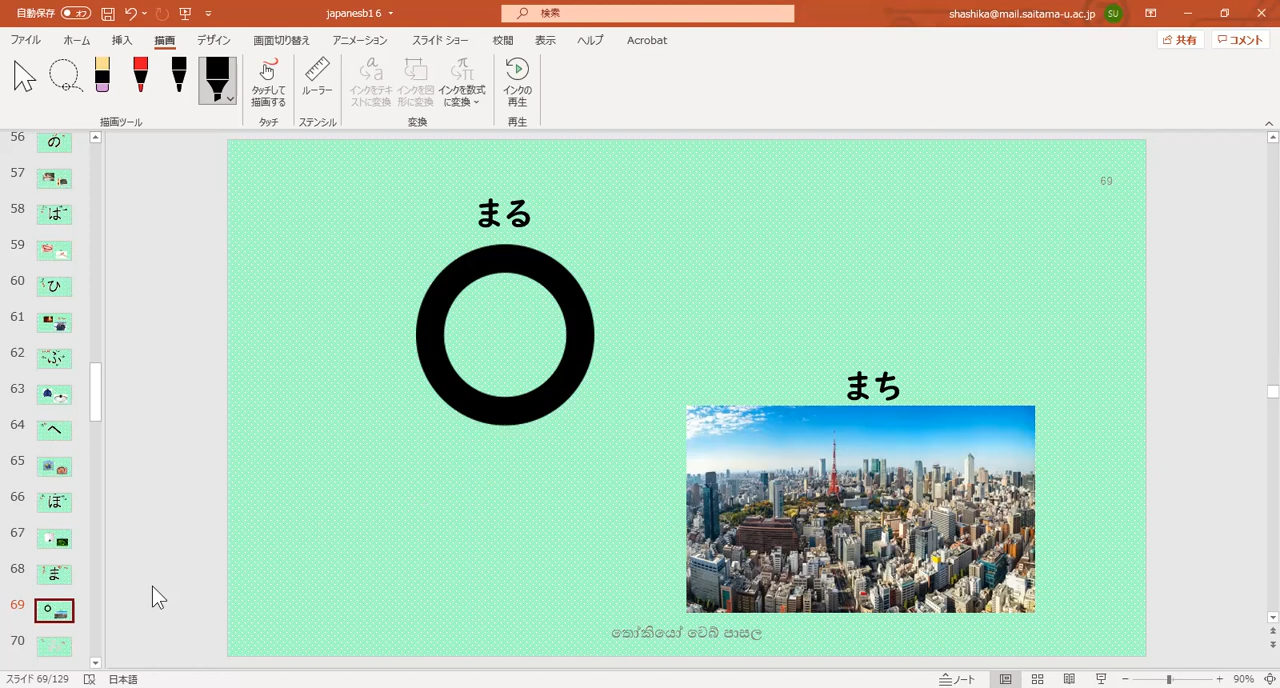 自動保存 オフ japanesb1 6 検索 shashika@mail.saitama-u.ac.jp SU
ファイル ホーム 挿入 描画 デザイン 画面切り替え アニメーション スライド ショー 校閲 表示 ヘルプ Acrobat 共有 コメント
タッチして描画する ルーラー インクをテキストに変換 インクを図形に変換 インクを数式に変換 インクの再生
描画ツール タッチ ステンシル 変換 再生
56 の
57
58 ば
59
60 ひ
61
62 ぶ
63
64 へ
65
66 ぼ
67
68 ま
69
70
69
まる
まち
තෝකියෝ වෙබ් පාසල
スライド 69/129 日本語 ノート 90%